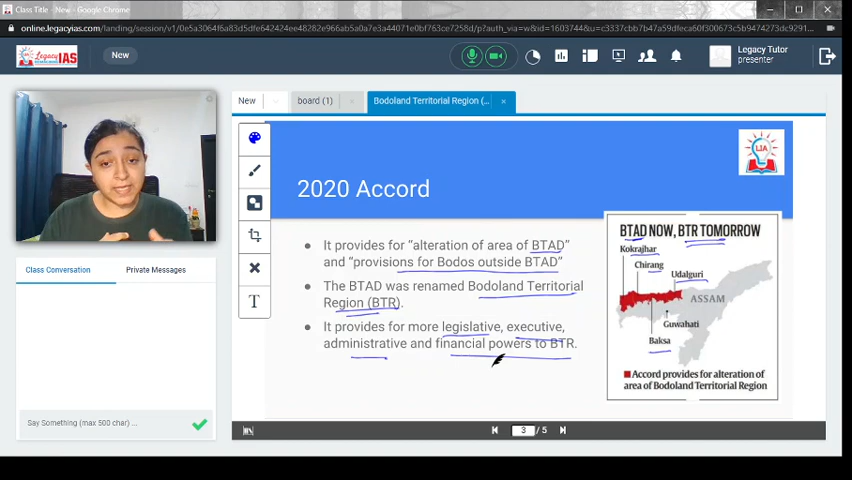 Class Title - New - Google Chrome
online.legacyias.com/landing/session/v1/0e5a3064f6a83d5dfe642424ee48282e966ab5a0a7e3a44071e0bf763ce7258d/p?auth_via=w&id=1603744&u=c3337cbb7b47a59dfeca60f300673c5b9474273dc9291...
Legacy IAS
New
Legacy Tutor
presenter
New
board (1)
Bodoland Territorial Region (...
LIA
2020 Accord
It provides for “alteration of area of BTAD”
and “provisions for Bodos outside BTAD”
The BTAD was renamed Bodoland Territorial
Region (BTR).
It provides for more legislative, executive,
administrative and financial powers to BTR.
BTAD NOW, BTR TOMORROW
Kokrajhar
Chirang
Udalguri
ASSAM
Guwahati
Baksa
Accord provides for alteration of
area of Bodoland Territorial Region
Class Conversation
Private Messages
Say Something (max 500 char) ...
3 / 5